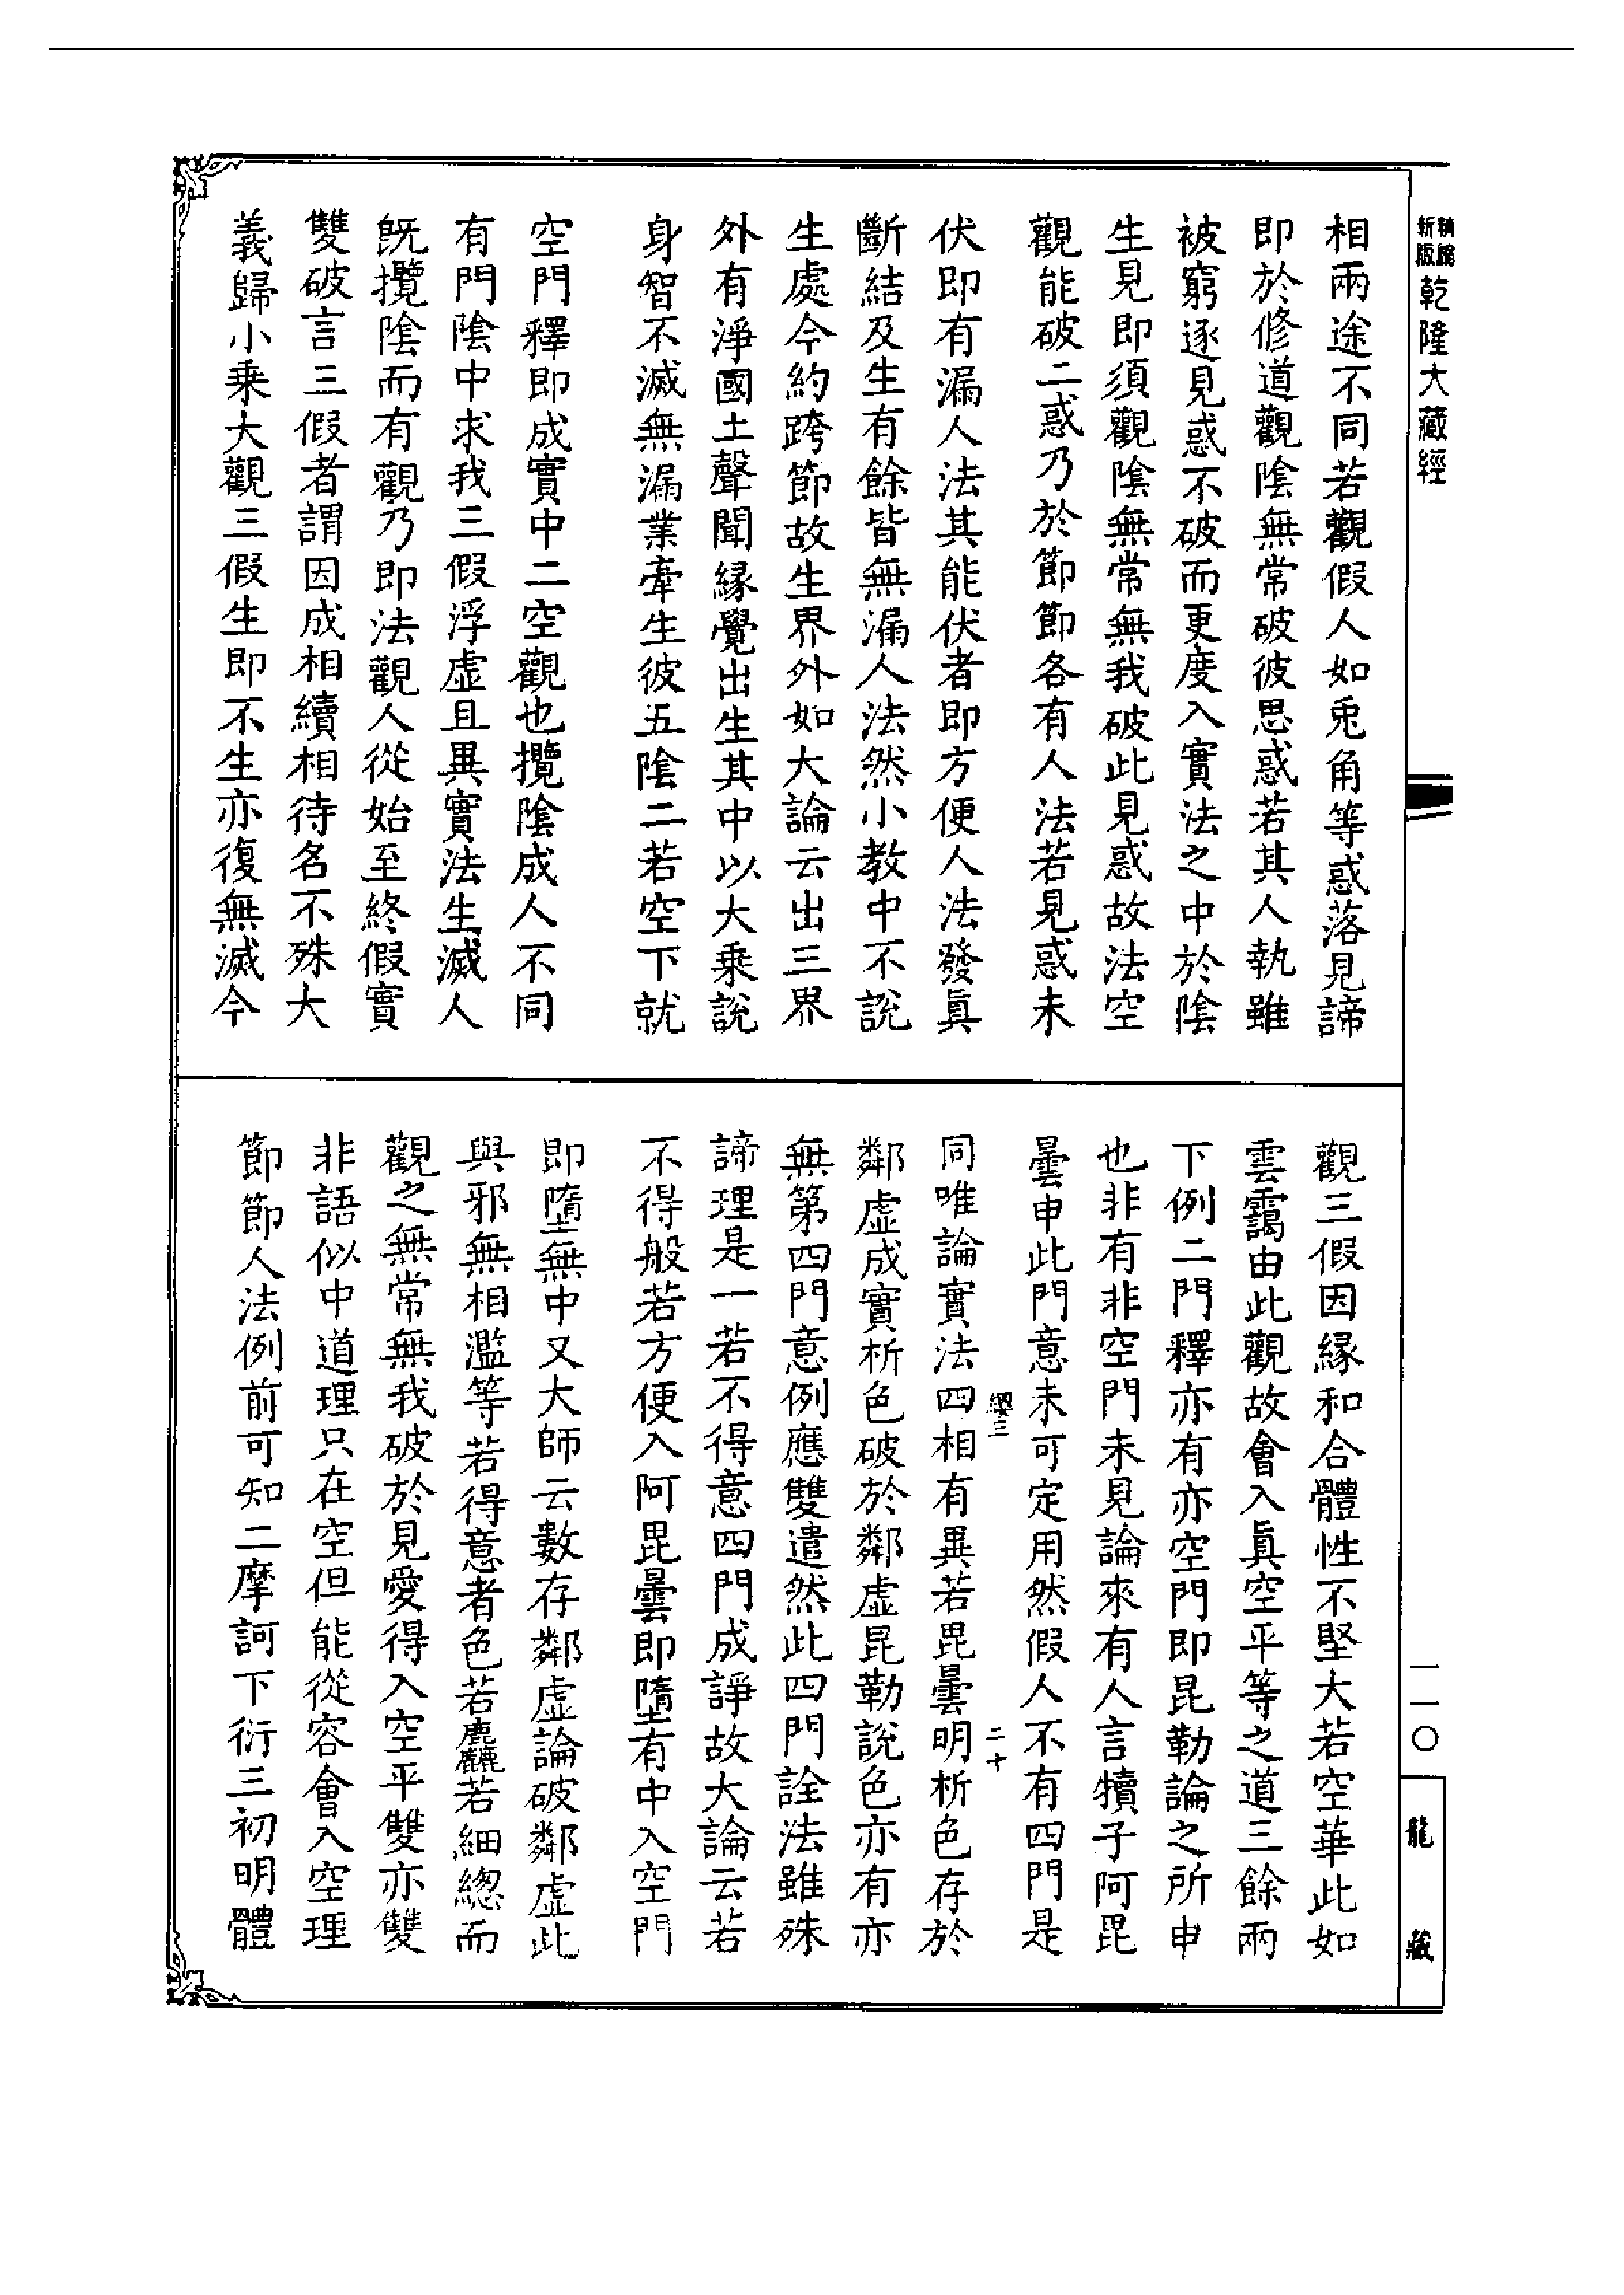 精編新版
乾隆大藏經
相兩途不同若觀假人如兎角等惑落見諦
即於修道觀陰無常破彼思惑若其人執雖
被窮逐見惑不破而更度入實法之中於陰
生見即須觀陰無常無我破此見惑故法空
觀能破二惑乃於節節各有人法若見惑未
伏即有漏人法其能伏者即方便人法發眞
斷結及生有餘皆無漏人法然小教中不說
生處今約跨節故生界外如大論云出三界
外有淨國土聲聞緣覺出生其中以大乘說
身智不滅無漏業牽生彼五陰二若空下就
空門釋即成實中二空觀也攬陰成人不同
有門陰中求我三假浮虛且異實法生滅人
旣攬陰而有觀乃即法觀人從始至終假實
雙破言三假者謂因成相續相待名不殊大
義歸小乘大觀三假生即不生亦復無滅今
觀三假因緣和合體性不堅大若空華此如
雲靄由此觀故會入眞空平等之道三餘兩
下例二門釋亦有亦空門即昆勒論之所申
也非有非空門未見論來有人言犢子阿毘
曇申此門意未可定用然假人不有四門是
同唯論實法四相有異若毘曇明析色存於
纓三
二十
鄰虛成實析色破於鄰虛昆勒說色亦有亦
無第四門意例應雙遣然此四門詮法雖殊
諦理是一若不得意四門成諍故大論云若
不得般若方便入阿毘曇即墮有中入空門
即墮無中又大師云數存鄰虛論破鄰虛此
與邪無相濫等若得意者色若麤若細緫而
觀之無常無我破於見愛得入空平雙亦雙
非語似中道理只在空但能從容會入空理
節節人法例前可知二摩訶下衍三初明體
一一〇
龍藏